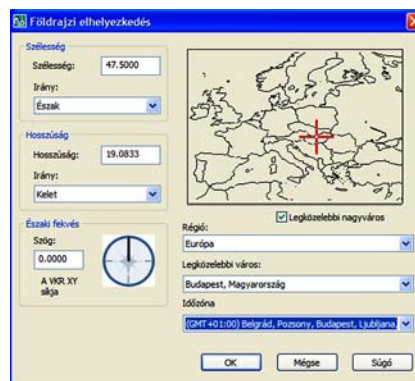 Földrajzi elhelyezkedés
Szélesség
Szélesség: 47.5000
Irány:
Észak
Hosszúság
Hosszúság: 19.0833
Irány:
Kelet
Északi fekvés
Szög:
0.0000
A VKR XY
síkja
Legközelebbi nagyváros
Régió:
Európa
Legközelebbi város:
Budapest, Magyarország
Időzóna
(GMT+01:00) Belgrád, Pozsony, Budapest, Ljubljana,
OK Mégse Súgó